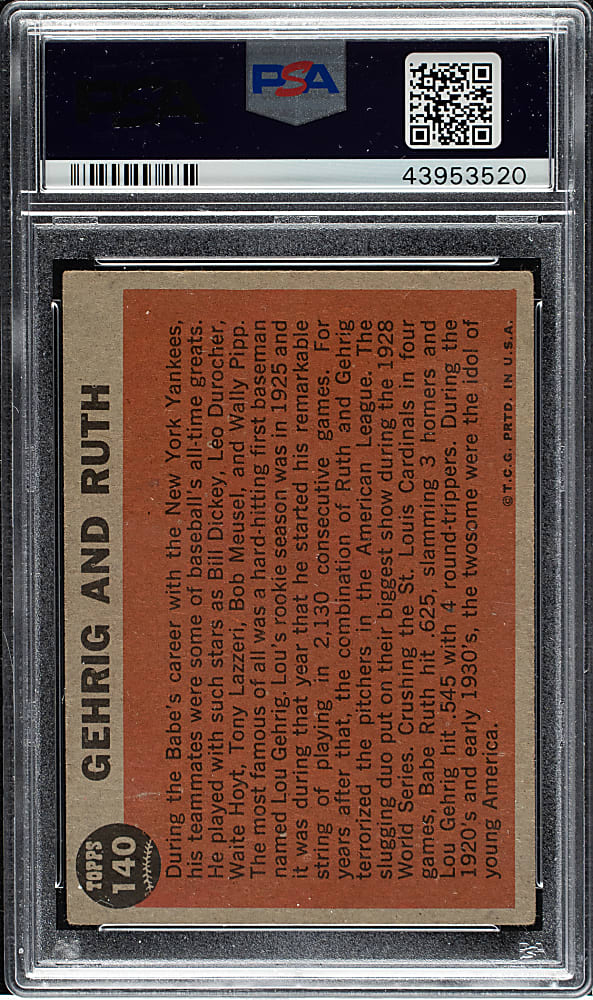 PSA
43953520
GEHRIG AND RUTH
TOPPS
140
During the Babe's career with the New York Yankees,
his teammates were some of baseball's all-time greats.
He played with such stars as Bill Dickey, Leo Durocher,
Waite Hoyt, Tony Lazzeri, Bob Meusel, and Wally Pipp.
The most famous of all was a hard-hitting first baseman
named Lou Gehrig. Lou's rookie season was in 1925 and
it was during that year that he started his remarkable
string of playing in 2,130 consecutive games. For
years after that, the combination of Ruth and Gehrig
terrorized the pitchers in the American League. The
slugging duo put on their biggest show during the 1928
World Series. Crushing the St. Louis Cardinals in four
games, Babe Ruth hit .625, slamming 3 homers and
Lou Gehrig hit .545 with 4 round-trippers. During the
1920's and early 1930's, the twosome were the idol of
young America.
© T.C.G. PRTD. IN U.S.A.